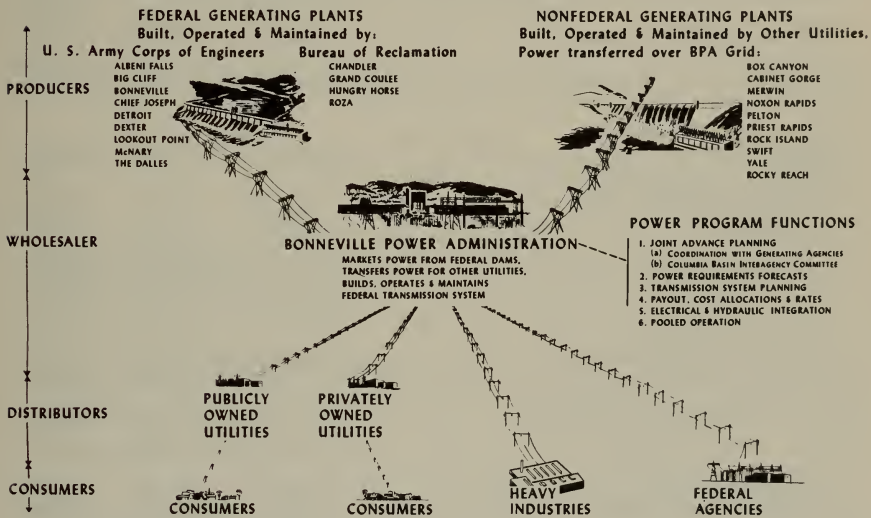 FEDERAL GENERATING PLANTS
Built, Operated & Maintained by:
U. S. Army Corps of Engineers
ALBENI FALLS
BIG CLIFF
BONNEVILLE
CHIEF JOSEPH
DETROIT
DEXTER
LOOKOUT POINT
McNARY
THE DALLES
Bureau of Reclamation
CHANDLER
GRAND COULEE
HUNGRY HORSE
ROZA
NONFEDERAL GENERATING PLANTS
Built, Operated & Maintained by Other Utilities,
Power transferred over BPA Grid:
BOX CANYON
CABINET GORGE
MERWIN
NOXON RAPIDS
PELTON
PRIEST RAPIDS
ROCK ISLAND
SWIFT
YALE
ROCKY REACH
PRODUCERS
WHOLESALER
BONNEVILLE POWER ADMINISTRATION
MARKETS POWER FROM FEDERAL DAMS,
TRANSFERS POWER FOR OTHER UTILITIES,
BUILDS, OPERATES & MAINTAINS
FEDERAL TRANSMISSION SYSTEM
POWER PROGRAM FUNCTIONS
1. JOINT ADVANCE PLANNING
(a) COORDINATION WITH GENERATING AGENCIES
(b) COLUMBIA BASIN INTERAGENCY COMMITTEE
2. POWER REQUIREMENTS FORECASTS
3. TRANSMISSION SYSTEM PLANNING
4. PAYOUT, COST ALLOCATIONS & RATES
5. ELECTRICAL & HYDRAULIC INTEGRATION
6. POOLED OPERATION
DISTRIBUTORS
PUBLICLY
OWNED
UTILITIES
PRIVATELY
OWNED
UTILITIES
CONSUMERS
CONSUMERS
CONSUMERS
HEAVY
INDUSTRIES
FEDERAL
AGENCIES